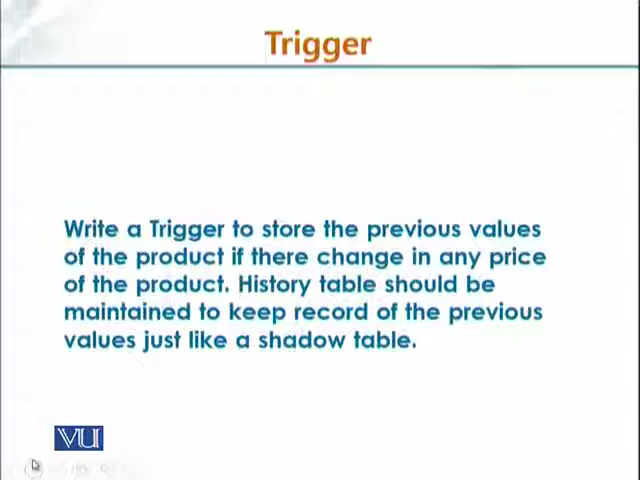 Trigger
Write a Trigger to store the previous values
of the product if there change in any price
of the product. History table should be
maintained to keep record of the previous
values just like a shadow table.
VU